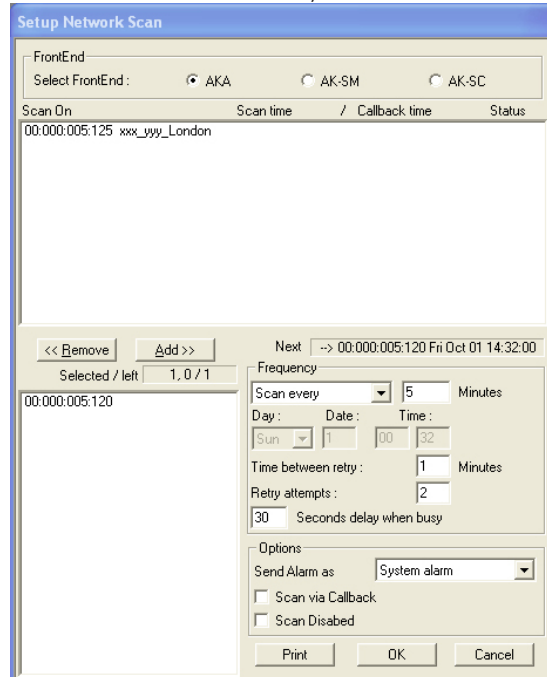 Setup Network Scan
FrontEnd
Select FrontEnd : AKA AK-SM AK-SC
Scan On Scan time / Callback time Status
00:000:005:125 xxx_yyy_London
<< Remove Add >> Next --> 00:000:005:120 Fri Oct 01 14:32:00
Selected / left 1, 0 / 1
00:000:005:120
Frequency
Scan every 5 Minutes
Day : Date : Time :
Sun 1 00 32
Time between retry : 1 Minutes
Retry attempts : 2
30 Seconds delay when busy
Options
Send Alarm as System alarm
Scan via Callback
Scan Disabed
Print OK Cancel